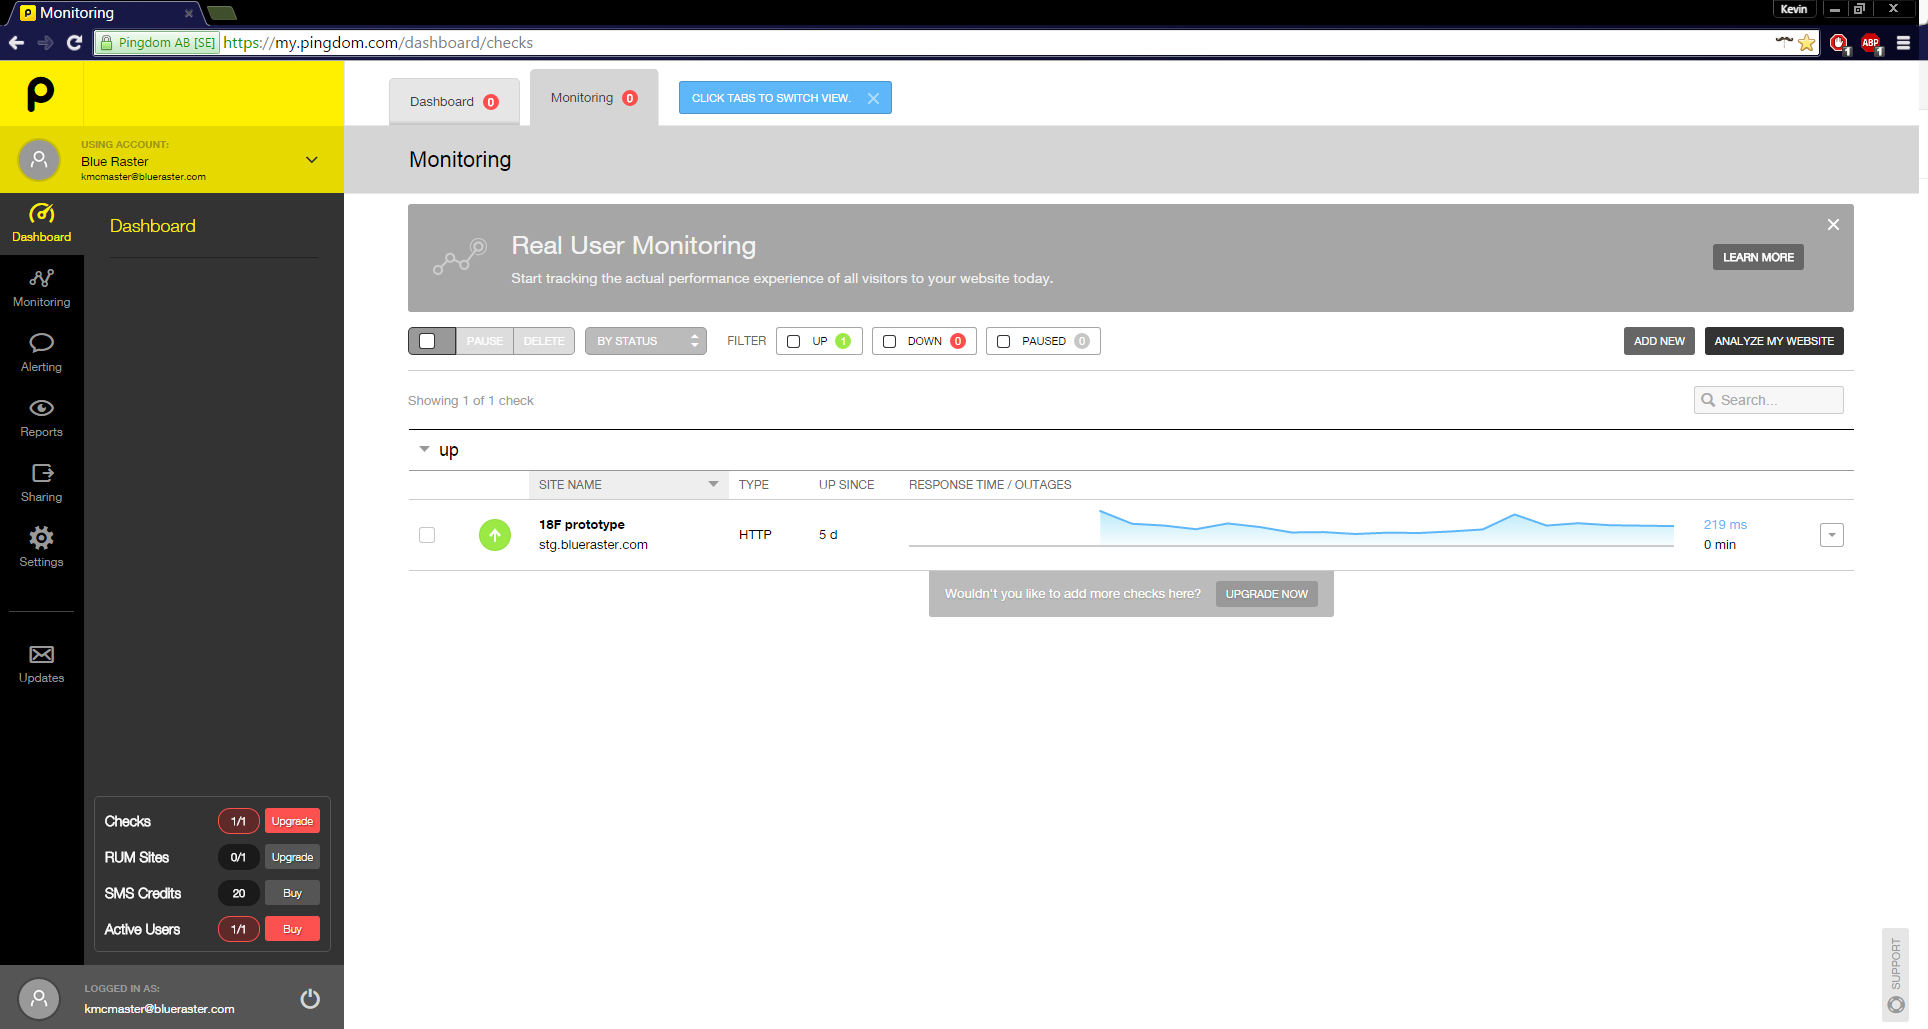 Monitoring
Kevin
Pingdom AB [SE] https://my.pingdom.com/dashboard/checks
1
ABP 1
p
USING ACCOUNT:
Blue Raster
kmcmaster@blueraster.com
Dashboard
Monitoring
Alerting
Reports
Sharing
Settings
Updates
Dashboard
Checks 1/1 Upgrade
RUM Sites 0/1 Upgrade
SMS Credits 20 Buy
Active Users 1/1 Buy
LOGGED IN AS:
kmcmaster@blueraster.com
Dashboard 0
Monitoring 0
CLICK TABS TO SWITCH VIEW.
Monitoring
Real User Monitoring
Start tracking the actual performance experience of all visitors to your website today.
LEARN MORE
PAUSE DELETE BY STATUS FILTER UP 1 DOWN 0 PAUSED 0 ADD NEW ANALYZE MY WEBSITE
Showing 1 of 1 check
Search...
up
SITE NAME TYPE UP SINCE RESPONSE TIME / OUTAGES
18F prototype
stg.blueraster.com
HTTP 5 d
219 ms
0 min
Wouldn't you like to add more checks here? UPGRADE NOW
SUPPORT